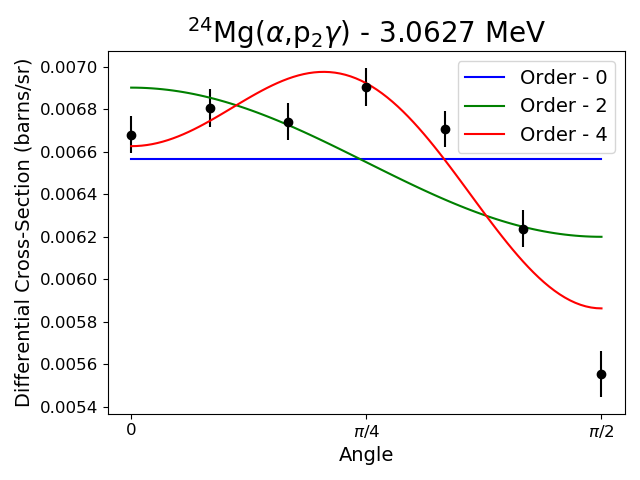 ²⁴Mg(α,p₂γ) - 3.0627 MeV
Differential Cross-Section (barns/sr)
0.0070
0.0068
0.0066
0.0064
0.0062
0.0060
0.0058
0.0056
0.0054
Order - 0
Order - 2
Order - 4
0
π/4
π/2
Angle